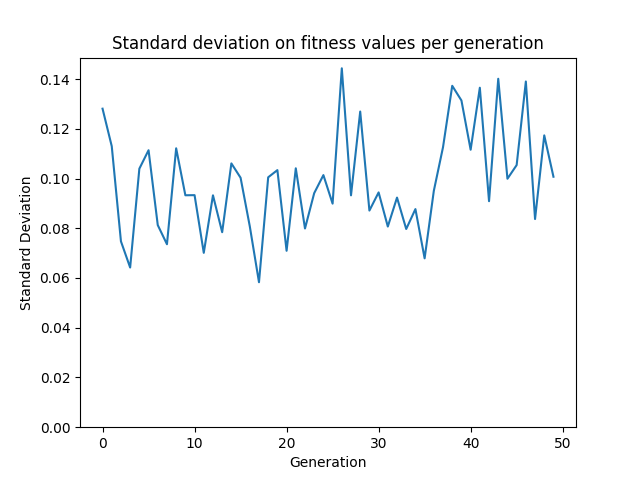 Standard deviation on fitness values per generation
0.14
0.12
0.10
0.08
0.06
0.04
0.02
0.00
Standard Deviation
0 10 20 30 40 50
Generation